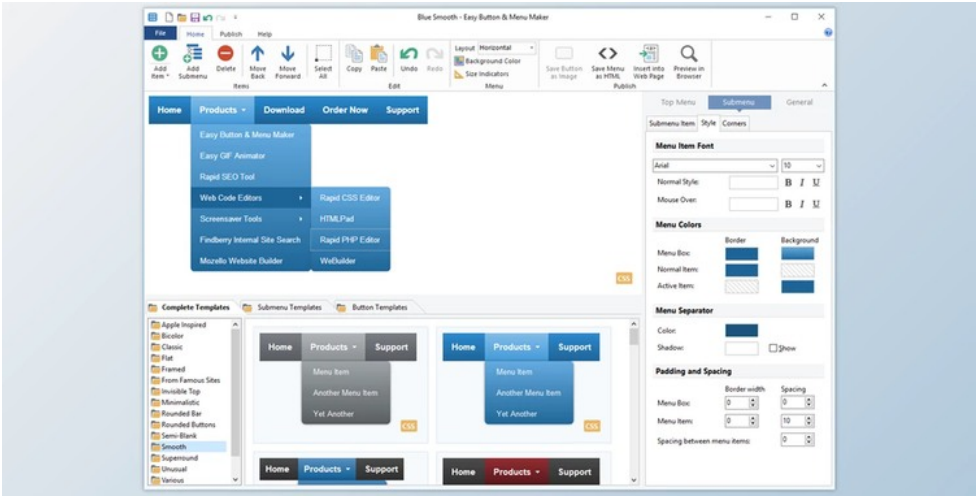 Blue Smooth - Easy Button & Menu Maker
File Home Publish Help
Add Item Add Submenu Delete Move Back Move Forward Select All Copy Paste Undo Redo
Layout Horizontal
Background Color
Size Indicators
Save Button as Image Save Menu as HTML Insert into Web Page Preview in Browser
Items Edit Menu Publish
Home Products Download Order Now Support
Easy Button & Menu Maker
Easy GIF Animator
Rapid SEO Tool
Web Code Editors
Screensaver Tools
Findberry Internal Site Search
Mozello Website Builder
Rapid CSS Editor
HTMLPad
Rapid PHP Editor
WeBuilder
CSS
Top Menu Submenu General
Submenu Item Style Corners
Menu Item Font
Arial 10
Normal Style: B I U
Mouse Over: B I U
Menu Colors
Border Background
Menu Box:
Normal Item:
Active Item:
Menu Separator
Color:
Shadow: Show
Padding and Spacing
Border width Spacing
Menu Box: 0 0
Menu Item: 0 10
Spacing between menu items: 0
Complete Templates Submenu Templates Button Templates
Apple Inspired
Bicolor
Classic
Flat
Framed
From Famous Sites
Invisible Top
Minimalistic
Rounded Bar
Rounded Buttons
Semi-Blank
Smooth
Superround
Unusual
Various
Home Products Support
Menu Item
Another Menu Item
Yet Another
CSS
Home Products Support
Menu Item
Another Menu Item
Yet Another
CSS
Home Products Support
Home Products Support